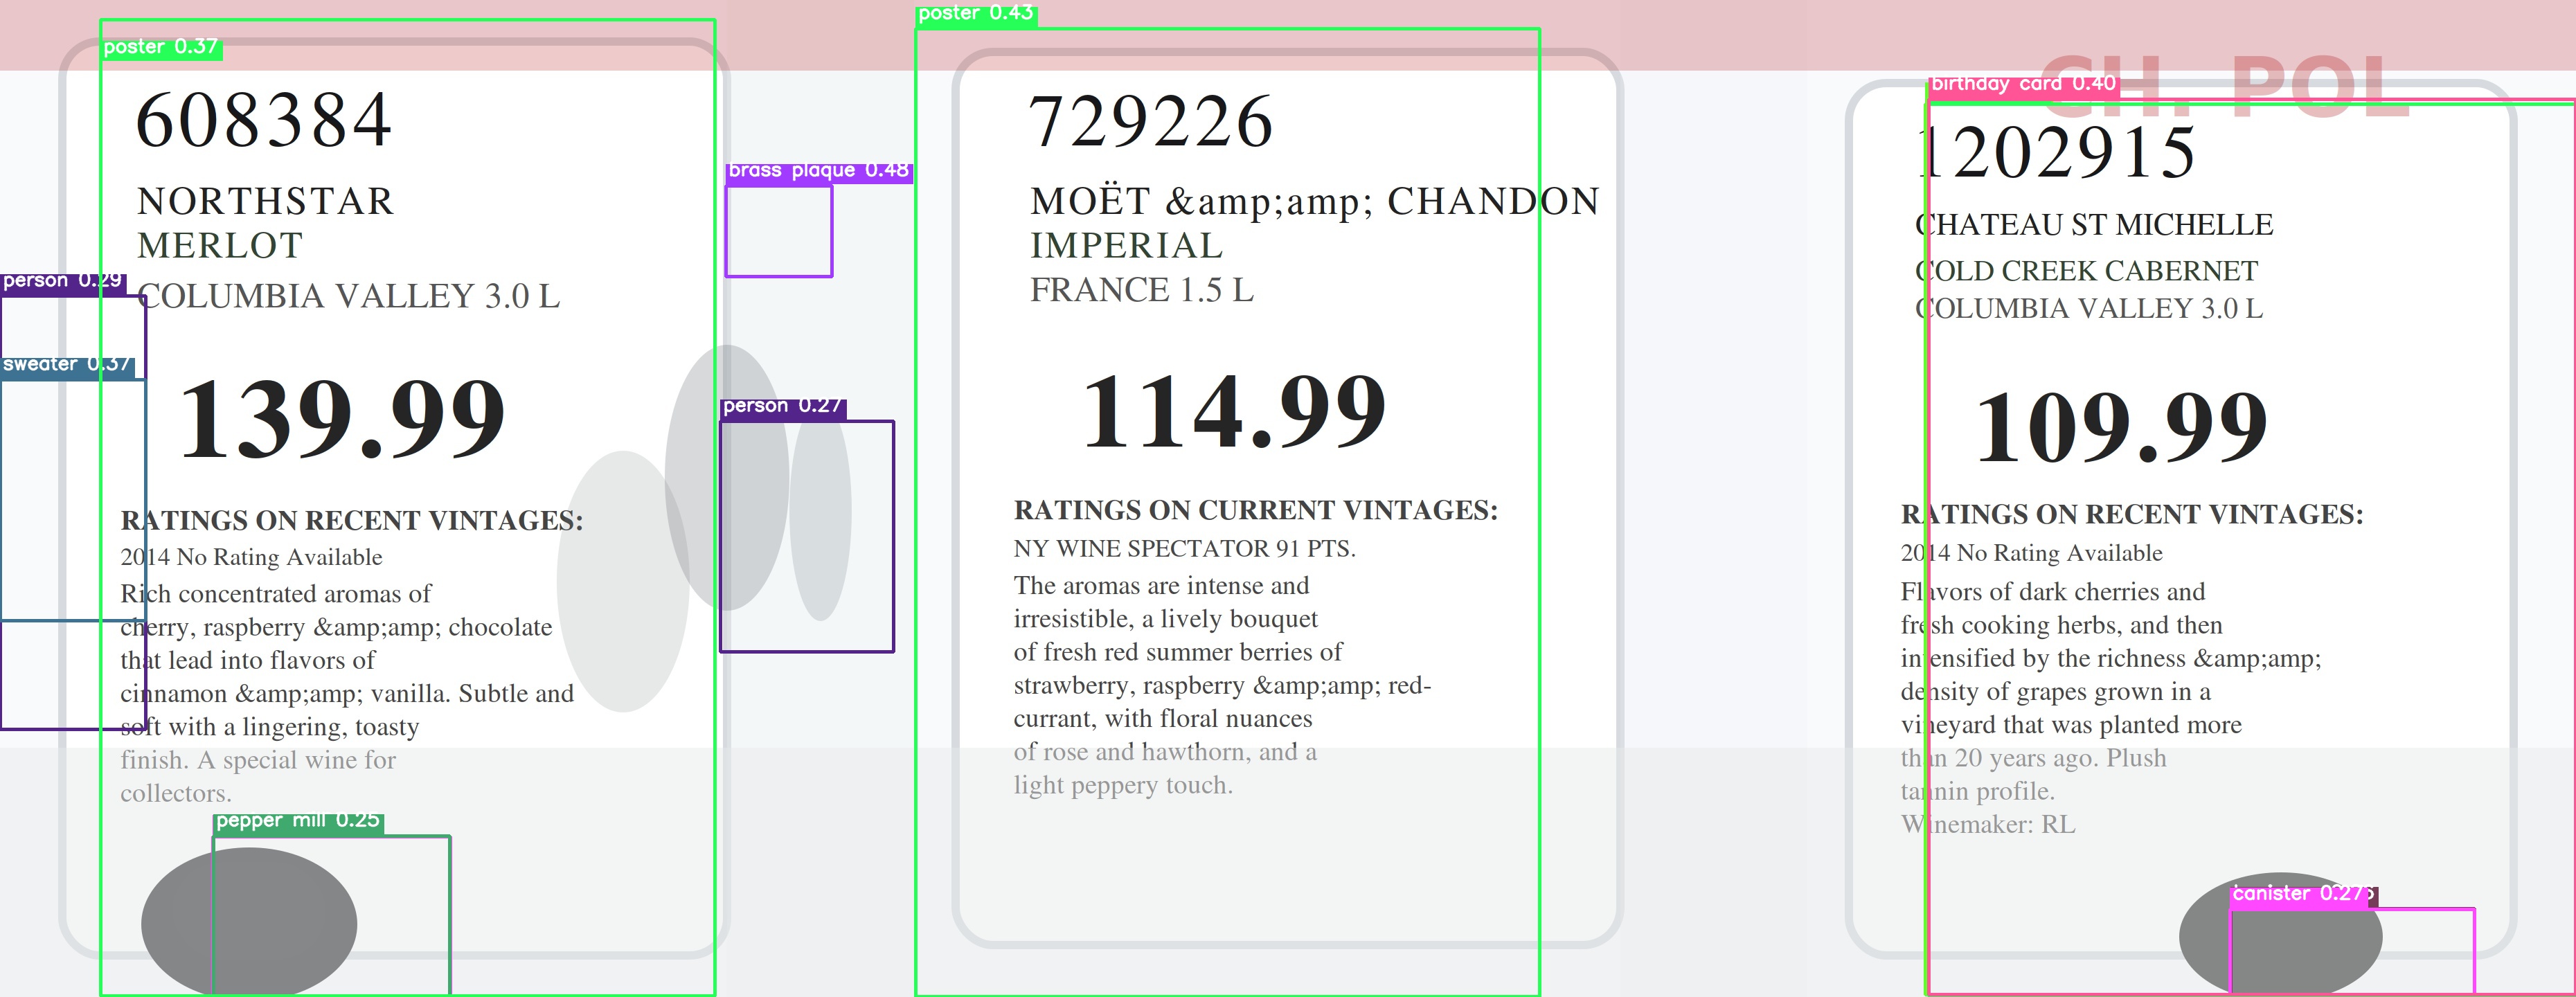 poster 0.37
608384
NORTHSTAR
MERLOT
COLUMBIA VALLEY 3.0 L
139.99
RATINGS ON RECENT VINTAGES:
2014 No Rating Available
Rich concentrated aromas of
cherry, raspberry &amp;amp; chocolate
that lead into flavors of
cinnamon &amp;amp; vanilla. Subtle and
soft with a lingering, toasty
finish. A special wine for
collectors.
person 0.29
sweater 0.37
pepper mill 0.25
brass plaque 0.48
person 0.27
poster 0.43
729226
MOËT &amp;amp; CHANDON
IMPERIAL
FRANCE 1.5 L
114.99
RATINGS ON CURRENT VINTAGES:
NY WINE SPECTATOR 91 PTS.
The aromas are intense and
irresistible, a lively bouquet
of fresh red summer berries of
strawberry, raspberry &amp;amp; red-
currant, with floral nuances
of rose and hawthorn, and a
light peppery touch.
CH. POL
birthday card 0.40
1202915
CHATEAU ST MICHELLE
COLD CREEK CABERNET
COLUMBIA VALLEY 3.0 L
109.99
RATINGS ON RECENT VINTAGES:
2014 No Rating Available
Flavors of dark cherries and
fresh cooking herbs, and then
intensified by the richness &amp;amp;
density of grapes grown in a
vineyard that was planted more
than 20 years ago. Plush
tannin profile.
Winemaker: RL
canister 0.27